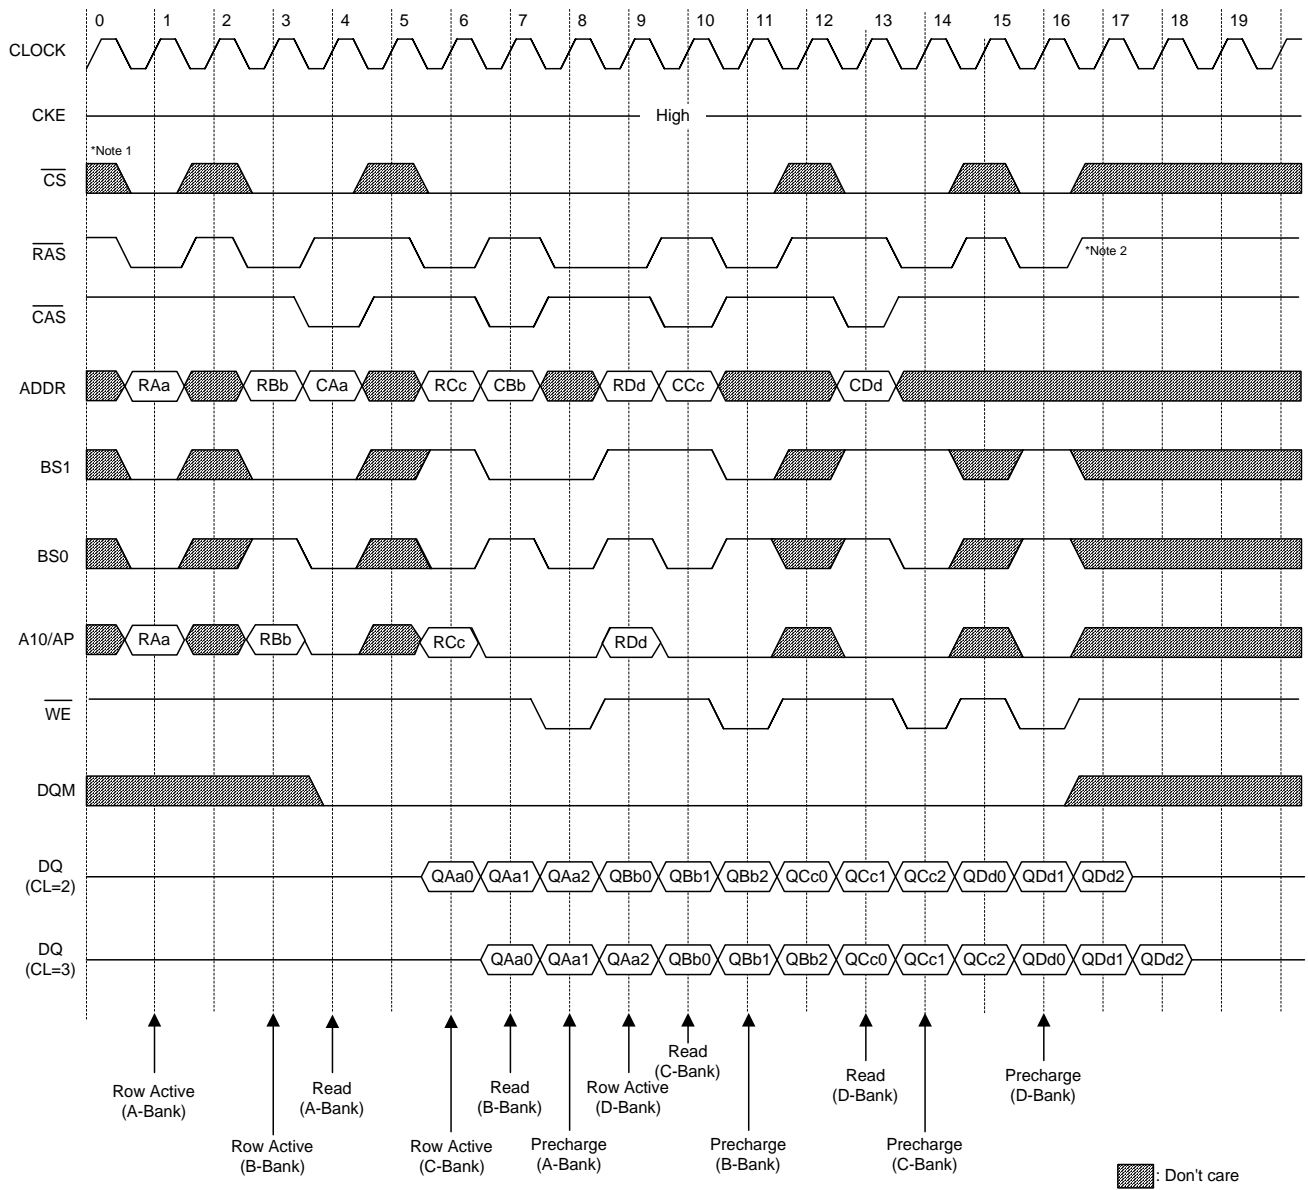 0 1 2 3 4 5 6 7 8 9 10 11 12 13 14 15 16 17 18 19
CLOCK
CKE
High
*Note 1
CS
RAS
*Note 2
CAS
ADDR
RAa RBb CAa RCc CBb RDd CCc CDd
BS1
BS0
A10/AP
RAa RBb RCc RDd
WE
DQM
DQ
(CL=2)
QAa0 QAa1 QAa2 QBb0 QBb1 QBb2 QCc0 QCc1 QCc2 QDd0 QDd1 QDd2
DQ
(CL=3)
QAa0 QAa1 QAa2 QBb0 QBb1 QBb2 QCc0 QCc1 QCc2 QDd0 QDd1 QDd2
Row Active
(A-Bank)
Row Active
(B-Bank)
Read
(A-Bank)
Row Active
(C-Bank)
Read
(B-Bank)
Precharge
(A-Bank)
Row Active
(D-Bank)
Read
(C-Bank)
Precharge
(B-Bank)
Read
(D-Bank)
Precharge
(C-Bank)
Precharge
(D-Bank)
: Don't care